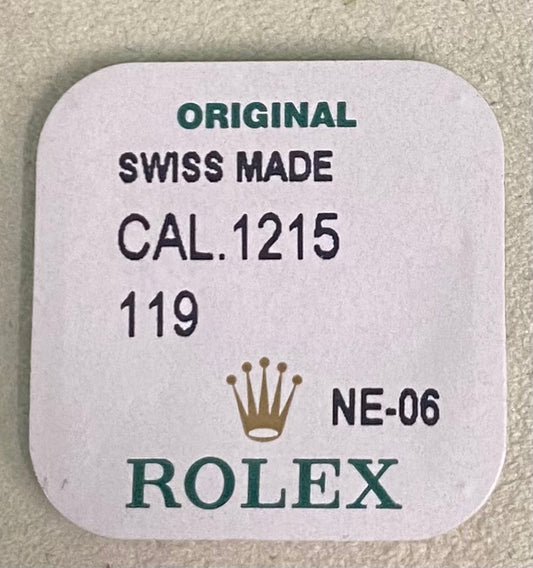 ORIGINAL
SWISS MADE
CAL.1215
119
NE-06
ROLEX